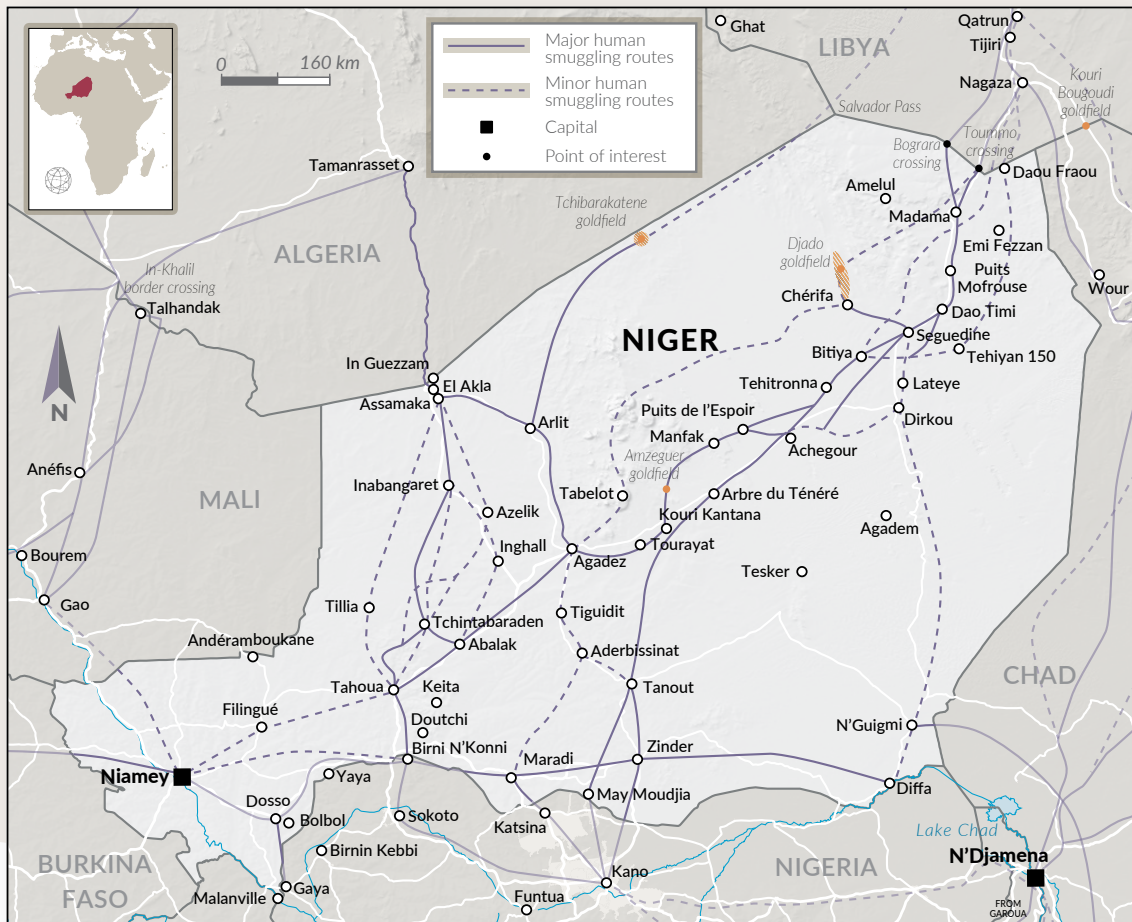 Major human
smuggling routes
Minor human
smuggling routes
Capital
Point of interest
0
160 km
N
Ghat
LIBYA
Qatrun
Tijiri
Nagaza
Kouri
Bougoudi
goldfield
Salvador Pass
Bograra
crossing
Toummo
crossing
Daou Fraou
Tamanrasset
Tchibarakatene
goldfield
Amelul
Madama
Emi Fezzan
ALGERIA
Djado
goldfield
Puits
Mofrouse
Wour
In-Khalil
border crossing
Talhandak
Chérifa
Dao Timi
NIGER
Seguedine
Bitiya
Tehiyan 150
In Guezzam
El Akla
Assamaka
Tehitronna
Lateye
Puits de l'Espoir
Dirkou
Arlit
Manfak
Achegour
Amzeguer
goldfield
Anéfis
MALI
Inabangaret
Tabelot
Arbre du Ténéré
Azelik
Kouri Kantana
Agadem
Bourem
Inghall
Agadez
Tourayat
Tesker
Gao
Tillia
Tchintabaraden
Tiguidit
Andéramboukane
Abalak
Aderbissinat
CHAD
Tahoua
Keita
Tanout
Filingué
Doutchi
N'Guigmi
Birni N'Konni
Maradi
Zinder
Niamey
Yaya
May Moudjia
Diffa
Dosso
Bolbol
Sokoto
Katsina
Lake Chad
Birnin Kebbi
BURKINA
FASO
NIGERIA
N'Djamena
Kano
Gaya
Malanville
Funtua
FROM
GAROUA